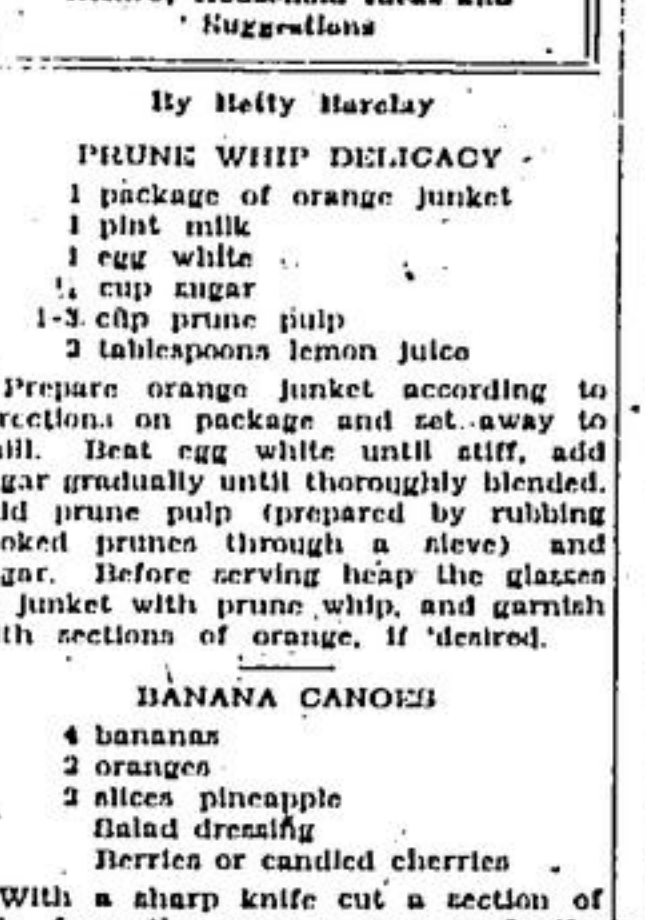 and
Suggestions
By Betty Barclay
PRUNE WHIP DELICACY
1 package of orange junket
1 pint milk
1 egg white
¼ cup sugar
1-3 cup prune pulp
2 tablespoons lemon juice
Prepare orange junket according to
rections on package and set away to
ill. Beat egg white until stiff, add
gar gradually until thoroughly blended.
ld prune pulp (prepared by rubbing
oked prunes through a sieve) and
gar. Before serving heap the glasses
junket with prune whip, and garnish
th sections of orange, if desired.
BANANA CANOES
4 bananas
2 oranges
2 slices pineapple
Salad dressing
Berries or candied cherries
With a sharp knife cut a section of